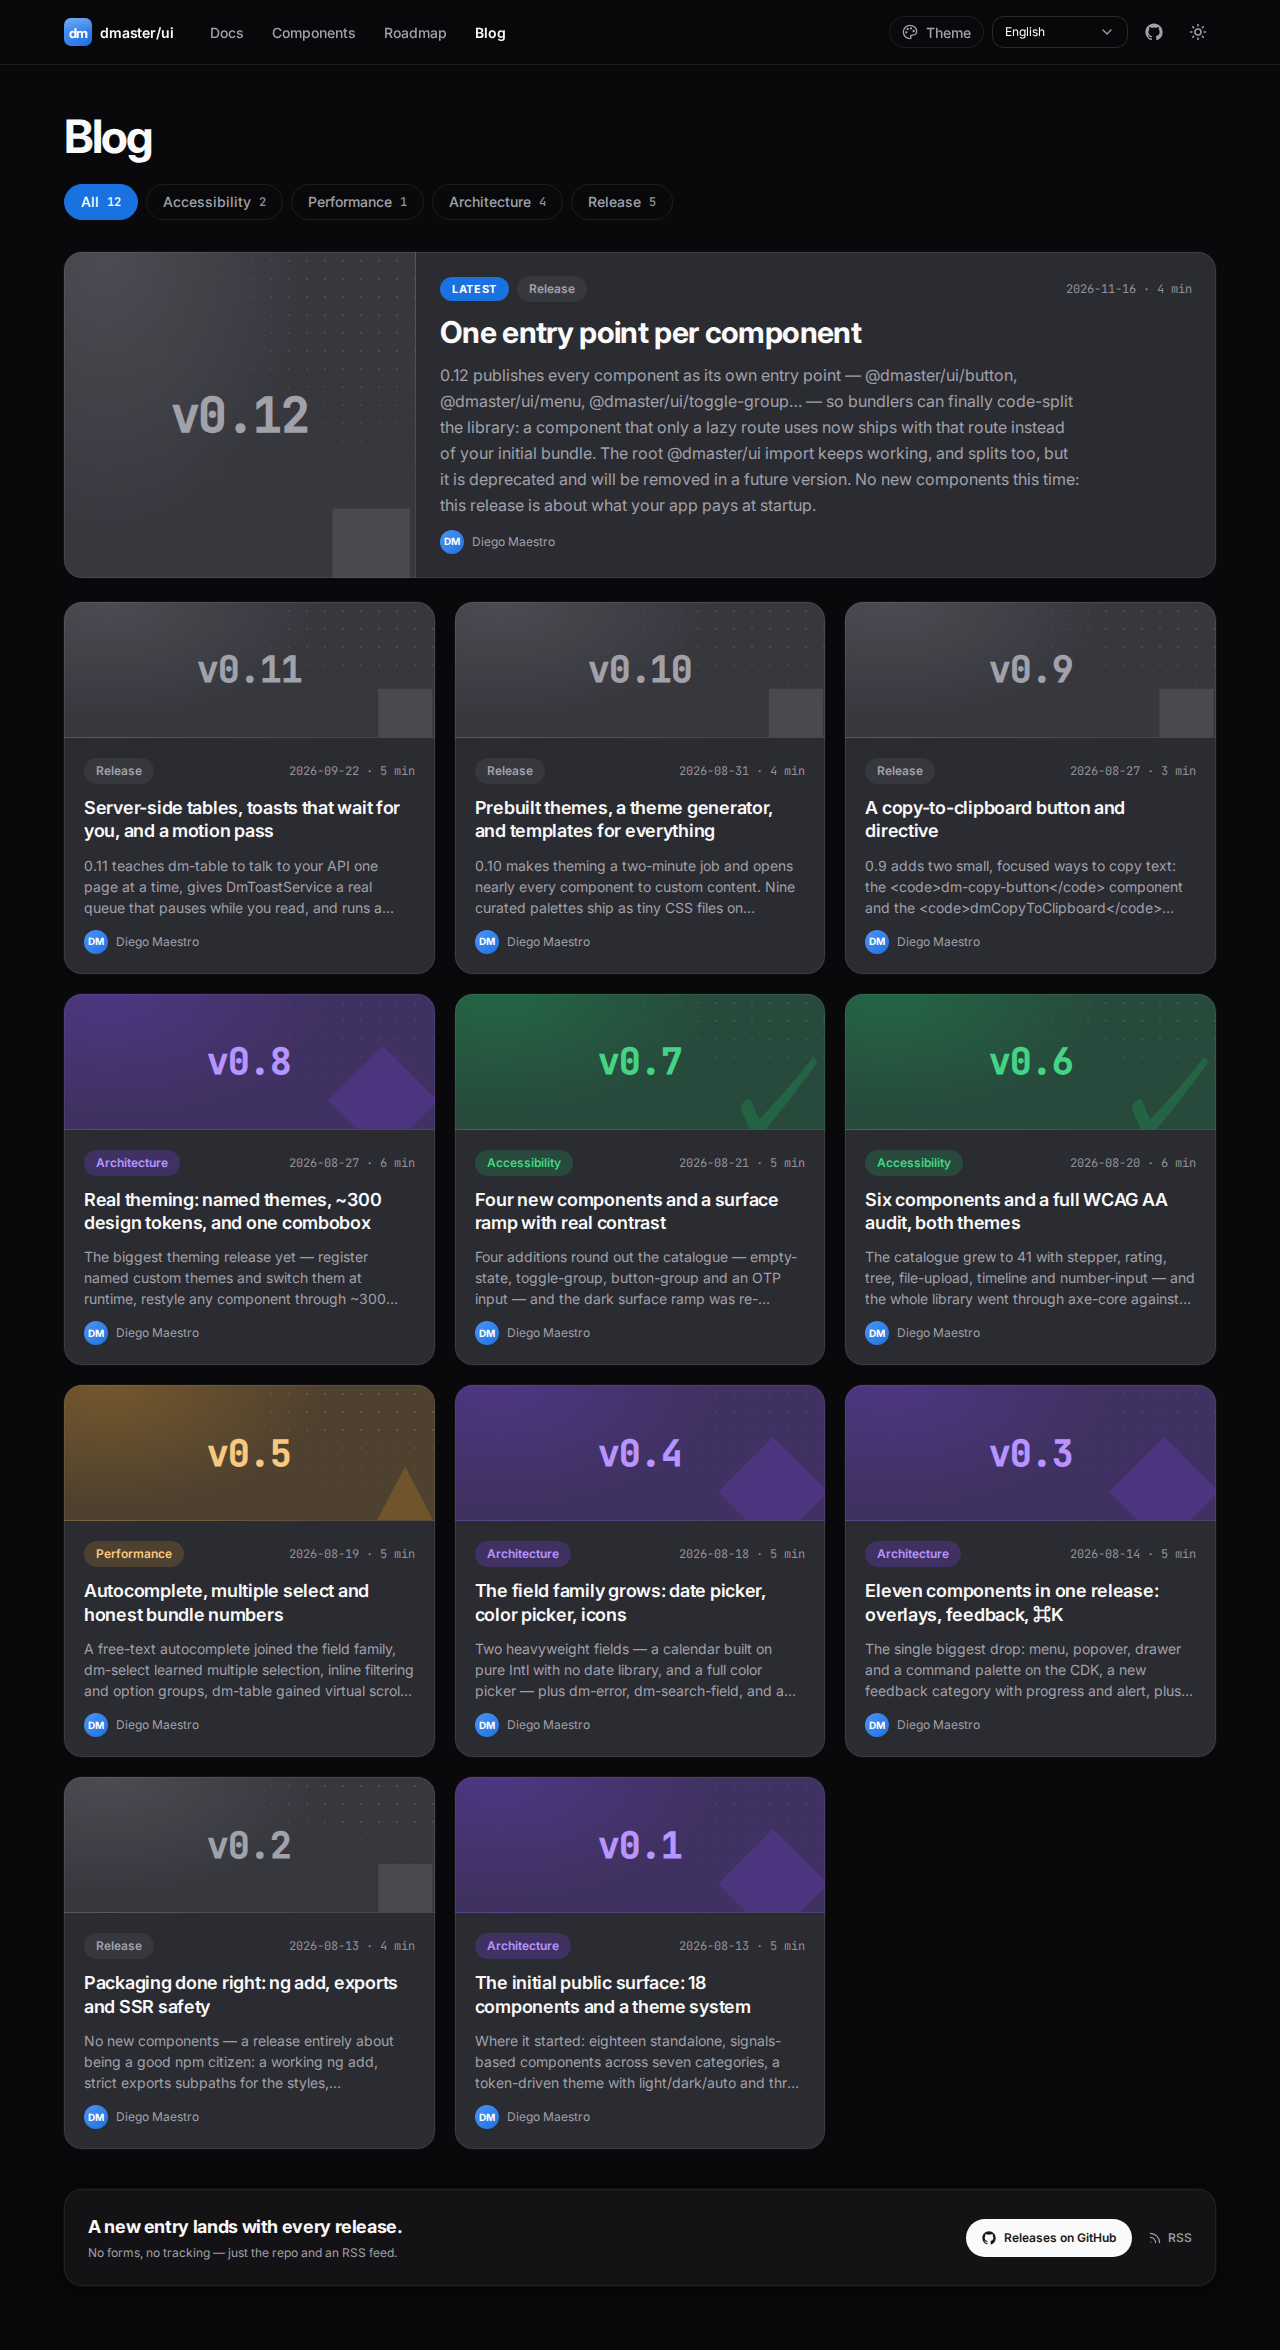 dm dmaster/ui Docs Components Roadmap Blog Theme English
Blog
All 12 Accessibility 2 Performance 1 Architecture 4 Release 5
v0.12
LATEST Release 2026-11-16 · 4 min
One entry point per component
0.12 publishes every component as its own entry point — @dmaster/ui/button,
@dmaster/ui/menu, @dmaster/ui/toggle-group… — so bundlers can finally code-split
the library: a component that only a lazy route uses now ships with that route instead
of your initial bundle. The root @dmaster/ui import keeps working, and splits too, but
it is deprecated and will be removed in a future version. No new components this time:
this release is about what your app pays at startup.
DM Diego Maestro
v0.11
Release 2026-09-22 · 5 min
Server-side tables, toasts that wait for
you, and a motion pass
0.11 teaches dm-table to talk to your API one
page at a time, gives DmToastService a real
queue that pauses while you read, and runs a…
DM Diego Maestro
v0.10
Release 2026-08-31 · 4 min
Prebuilt themes, a theme generator,
and templates for everything
0.10 makes theming a two-minute job and opens
nearly every component to custom content. Nine
curated palettes ship as tiny CSS files on…
DM Diego Maestro
v0.9
Release 2026-08-27 · 3 min
A copy-to-clipboard button and
directive
0.9 adds two small, focused ways to copy text:
the <code>dm-copy-button</code> component
and the <code>dmCopyToClipboard</code>…
DM Diego Maestro
v0.8
Architecture 2026-08-27 · 6 min
Real theming: named themes, ~300
design tokens, and one combobox
The biggest theming release yet — register
named custom themes and switch them at
runtime, restyle any component through ~300…
DM Diego Maestro
v0.7
Accessibility 2026-08-21 · 5 min
Four new components and a surface
ramp with real contrast
Four additions round out the catalogue — empty-
state, toggle-group, button-group and an OTP
input — and the dark surface ramp was re-…
DM Diego Maestro
v0.6
Accessibility 2026-08-20 · 6 min
Six components and a full WCAG AA
audit, both themes
The catalogue grew to 41 with stepper, rating,
tree, file-upload, timeline and number-input — and
the whole library went through axe-core against…
DM Diego Maestro
v0.5
Performance 2026-08-19 · 5 min
Autocomplete, multiple select and
honest bundle numbers
A free-text autocomplete joined the field family,
dm-select learned multiple selection, inline filtering
and option groups, dm-table gained virtual scrol…
DM Diego Maestro
v0.4
Architecture 2026-08-18 · 5 min
The field family grows: date picker,
color picker, icons
Two heavyweight fields — a calendar built on
pure Intl with no date library, and a full color
picker — plus dm-error, dm-search-field, and a…
DM Diego Maestro
v0.3
Architecture 2026-08-14 · 5 min
Eleven components in one release:
overlays, feedback, ⌘K
The single biggest drop: menu, popover, drawer
and a command palette on the CDK, a new
feedback category with progress and alert, plus…
DM Diego Maestro
v0.2
Release 2026-08-13 · 4 min
Packaging done right: ng add, exports
and SSR safety
No new components — a release entirely about
being a good npm citizen: a working ng add,
strict exports subpaths for the styles,…
DM Diego Maestro
v0.1
Architecture 2026-08-13 · 5 min
The initial public surface: 18
components and a theme system
Where it started: eighteen standalone, signals-
based components across seven categories, a
token-driven theme with light/dark/auto and thr…
DM Diego Maestro
A new entry lands with every release.
No forms, no tracking — just the repo and an RSS feed.
Releases on GitHub RSS